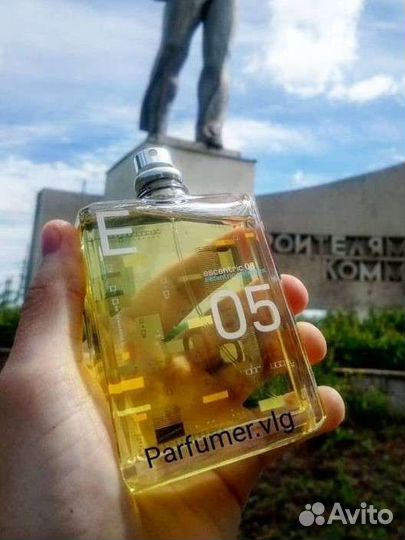 ОИТЕЛЯМ
КОММ
E
escentric 05
05
Parfumer.vlg
Avito